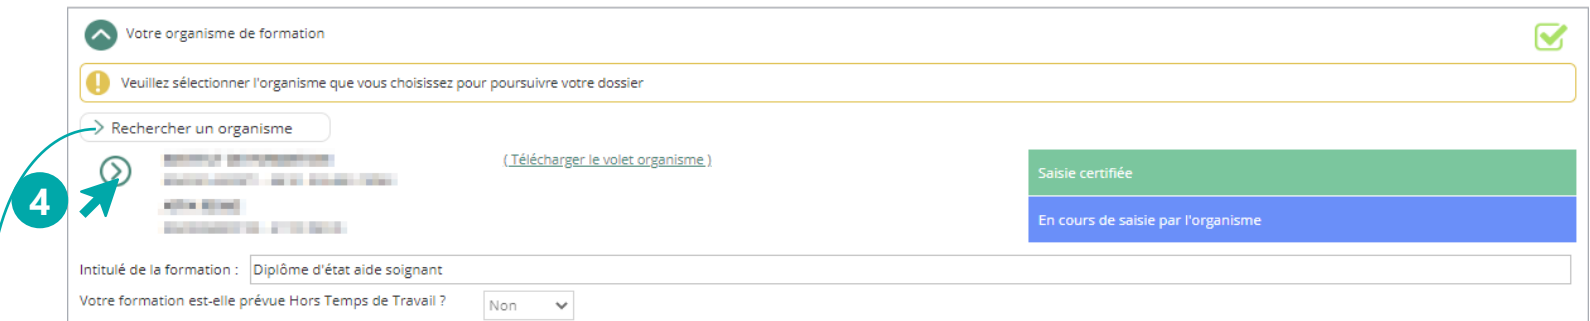 Votre organisme de formation
Veuillez sélectionner l'organisme que vous choisissez pour poursuivre votre dossier
Rechercher un organisme
( Télécharger le volet organisme )
Saisie certifiée
4
En cours de saisie par l'organisme
Intitulé de la formation : Diplôme d'état aide soignant
Votre formation est-elle prévue Hors Temps de Travail ? Non